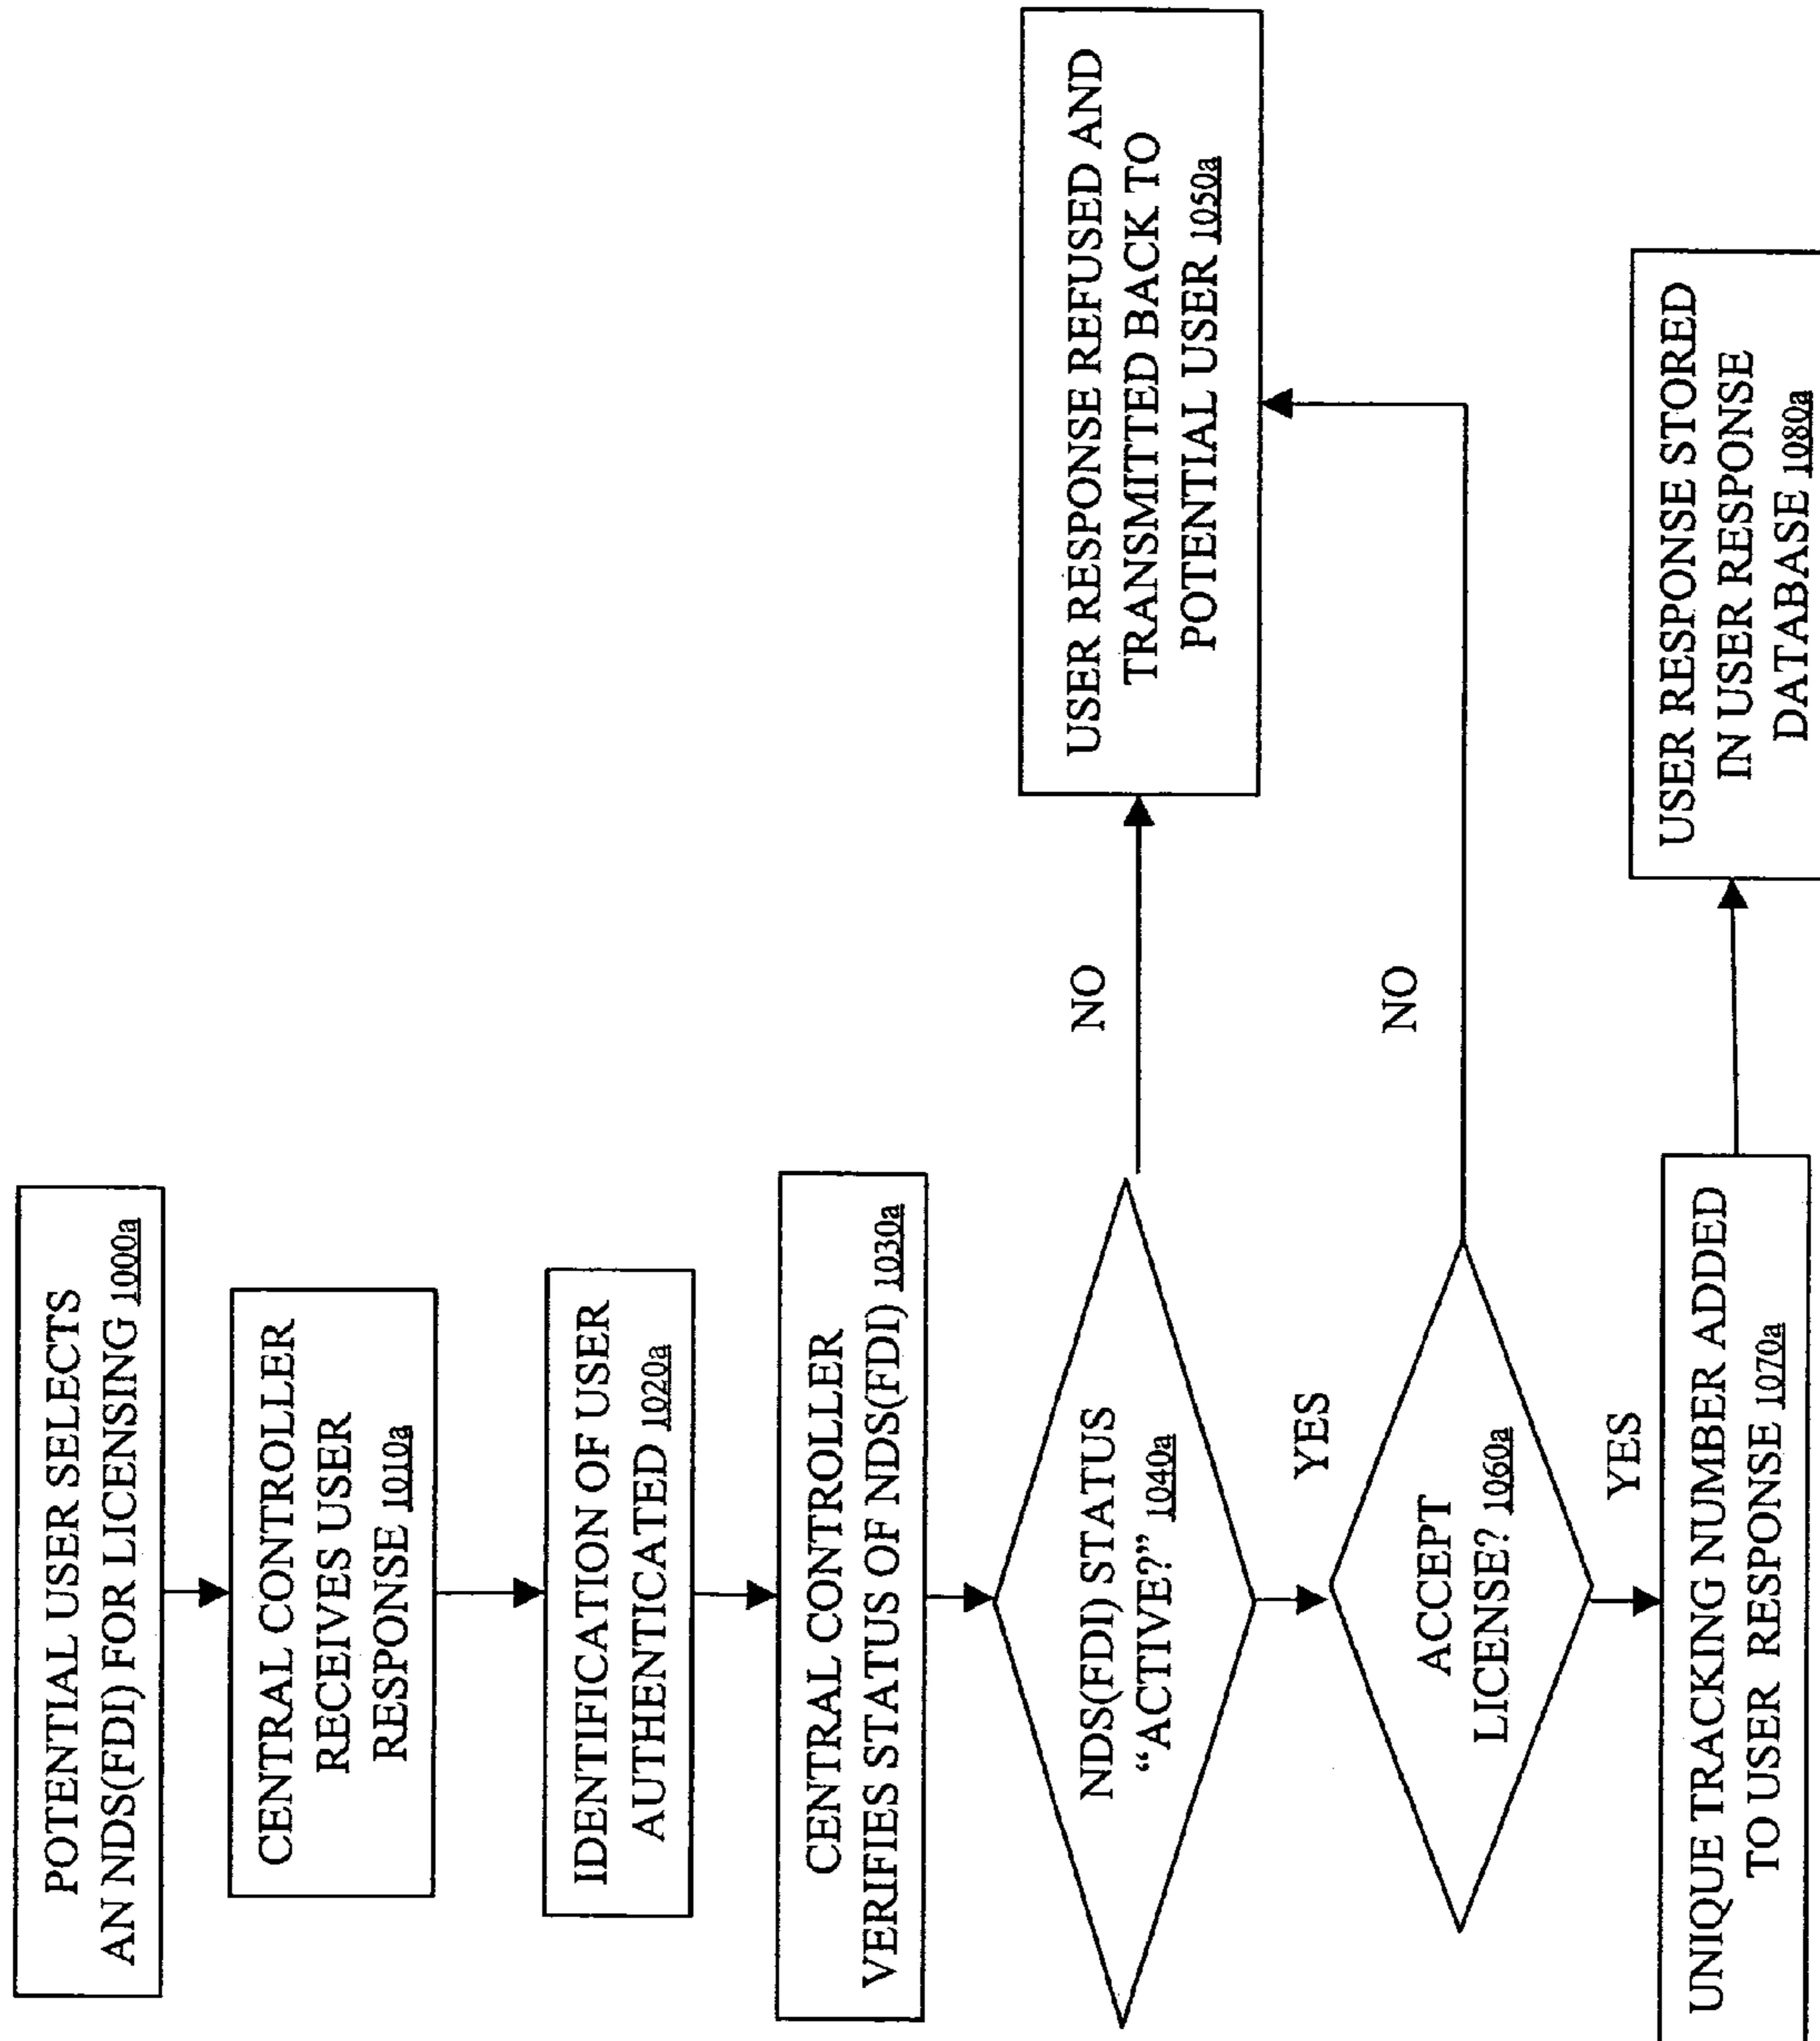 POTENTIAL USER SELECTS
AN NDS(FDI) FOR LICENSING 1000a
CENTRAL CONTROLLER
RECEIVES USER
RESPONSE 1010a
IDENTIFICATION OF USER
AUTHENTICATED 1020a
CENTRAL CONTROLLER
VERIFIES STATUS OF NDS(FDI) 1030a
NDS(FDI) STATUS
“ACTIVE?” 1040a
NO
USER RESPONSE REFUSED AND
TRANSMITTED BACK TO
POTENTIAL USER 1050a
YES
ACCEPT
LICENSE? 1060a
NO
YES
UNIQUE TRACKING NUMBER ADDED
TO USER RESPONSE 1070a
USER RESPONSE STORED
IN USER RESPONSE
DATABASE 1080a